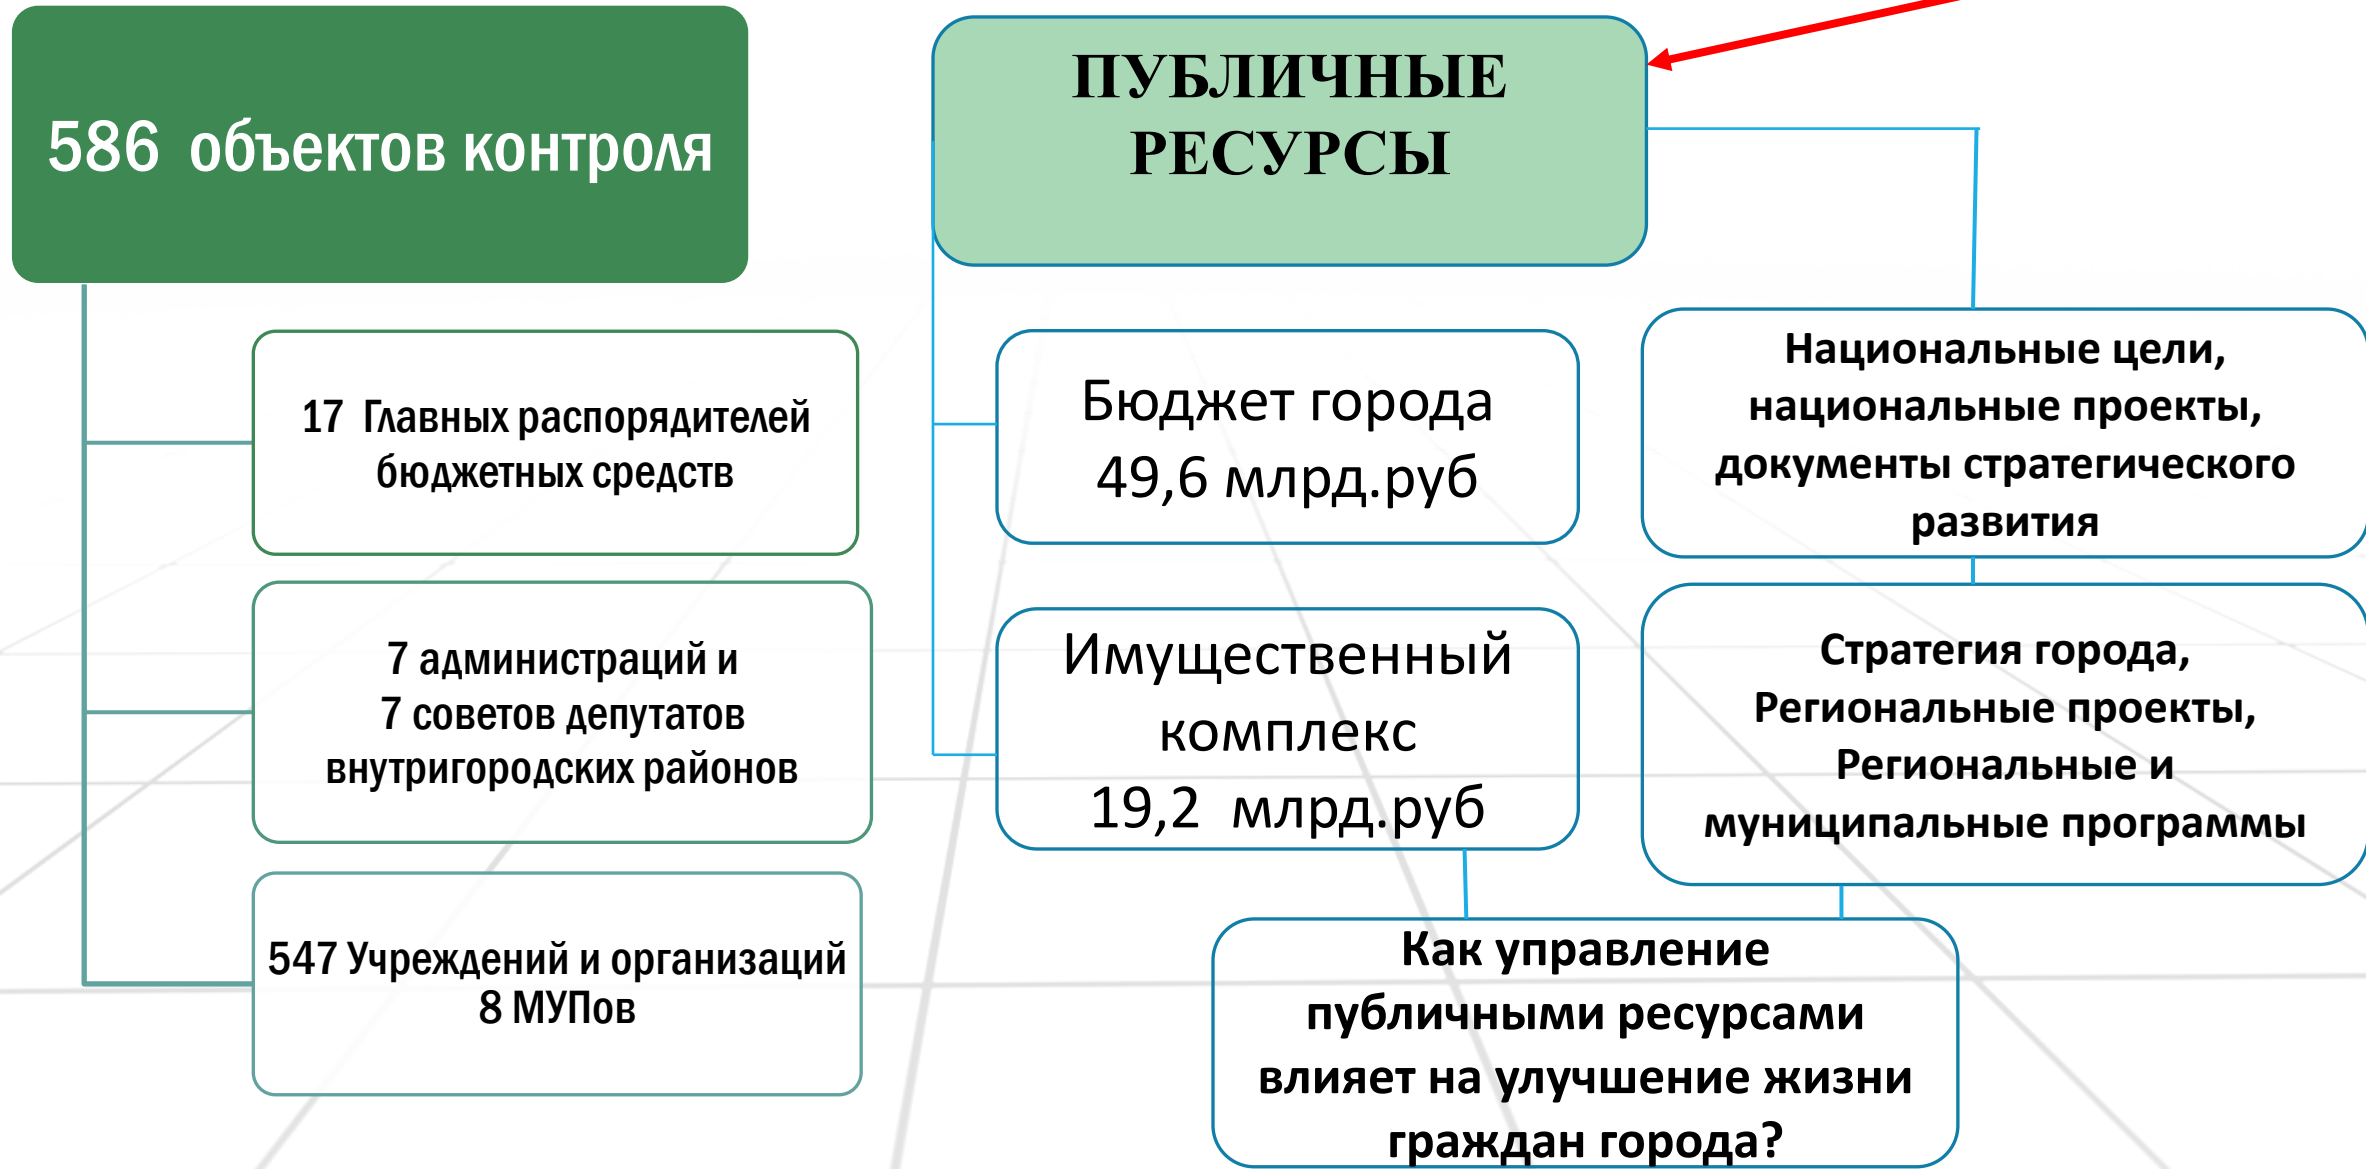 586 объектов контроля
17 Главных распорядителей
бюджетных средств
7 администраций и
7 советов депутатов
внутригородских районов
547 Учреждений и организаций
8 МУПов
ПУБЛИЧНЫЕ
РЕСУРСЫ
Бюджет города
49,6 млрд.руб
Имущественный
комплекс
19,2 млрд.руб
Национальные цели,
национальные проекты,
документы стратегического
развития
Стратегия города,
Региональные проекты,
Региональные и
муниципальные программы
Как управление
публичными ресурсами
влияет на улучшение жизни
граждан города?